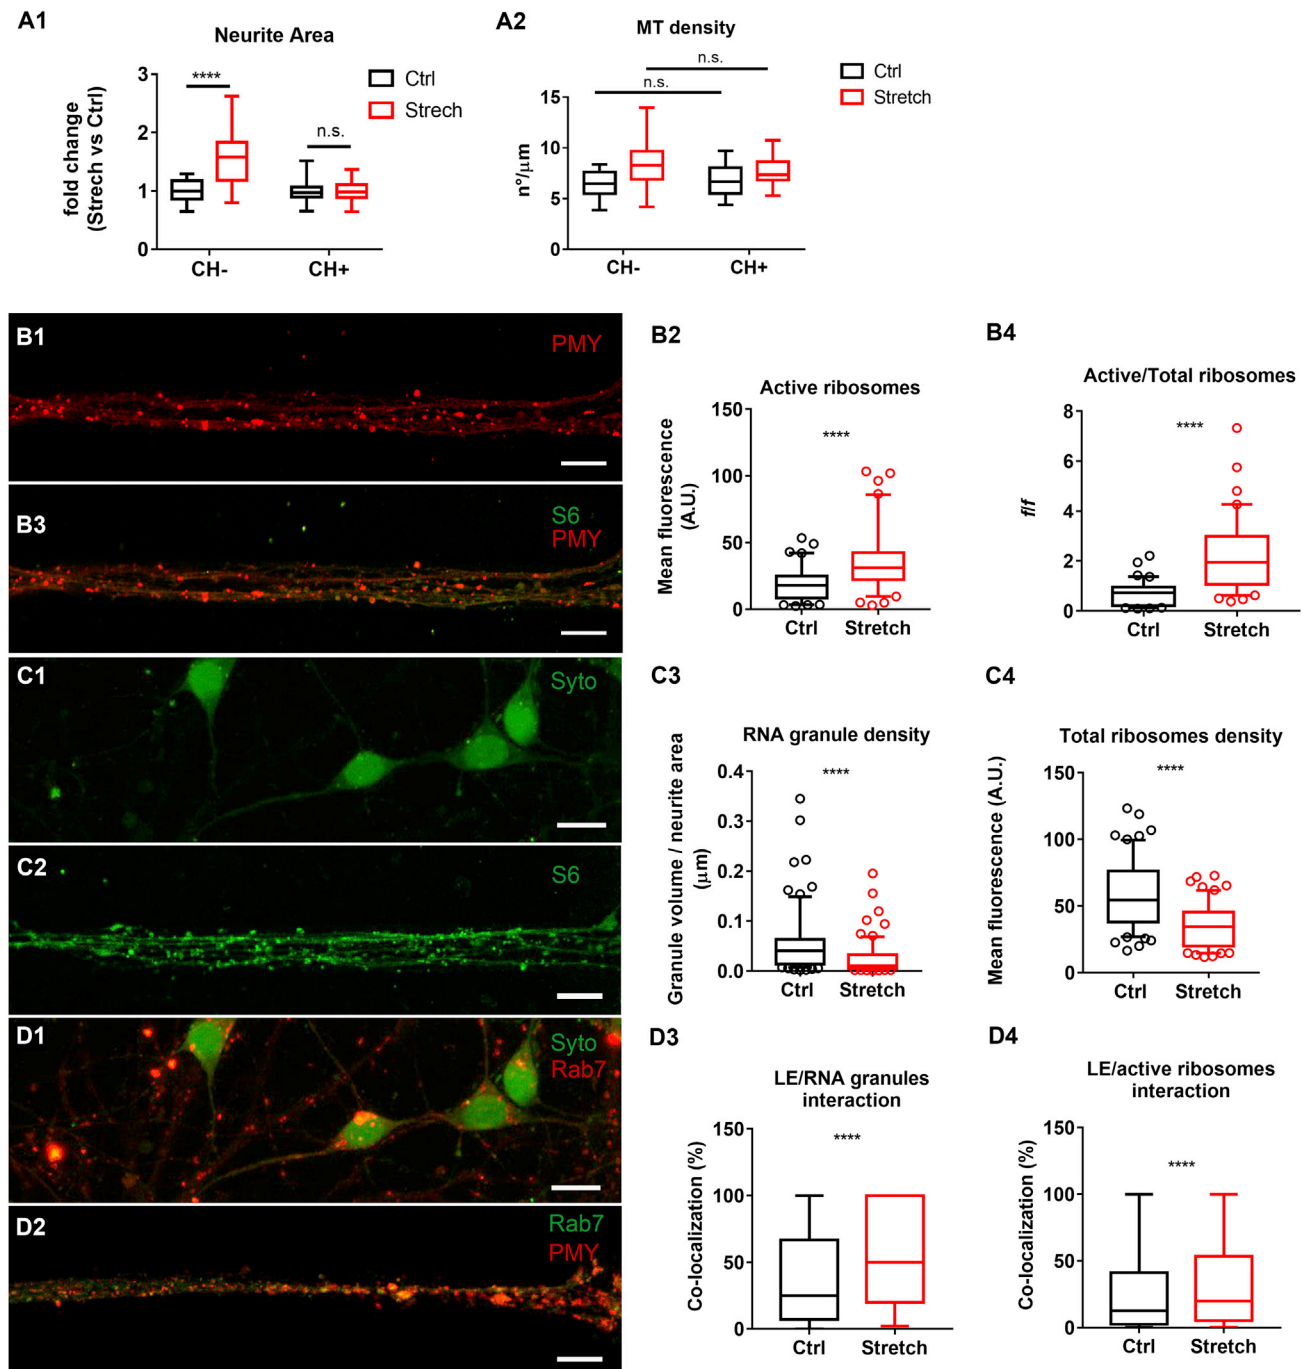 A1
Neurite Area
****
n.s.
Ctrl
Strech
fold change
(Strech vs Ctrl)
3
2
1
0
CH-
CH+
A2
MT density
n.s.
n.s.
Ctrl
Stretch
n°/μm
15
10
5
0
CH-
CH+
B1
PMY
B2
Active ribosomes
****
Mean fluorescence
(A.U.)
150
100
50
0
Ctrl
Stretch
B4
Active/Total ribosomes
****
f/f
8
6
4
2
0
Ctrl
Stretch
B3
S6
PMY
C1
Syto
C2
S6
C3
RNA granule density
****
Granule volume / neurite area
(μm)
0.4
0.3
0.2
0.1
0.0
Ctrl
Stretch
C4
Total ribosomes density
****
Mean fluorescence (A.U.)
150
100
50
0
Ctrl
Stretch
D1
Syto
Rab7
D2
Rab7
PMY
D3
LE/RNA granules
interaction
****
Co-localization (%)
150
100
50
0
Ctrl
Stretch
D4
LE/active ribosomes
interaction
****
Co-localization (%)
150
100
50
0
Ctrl
Stretch